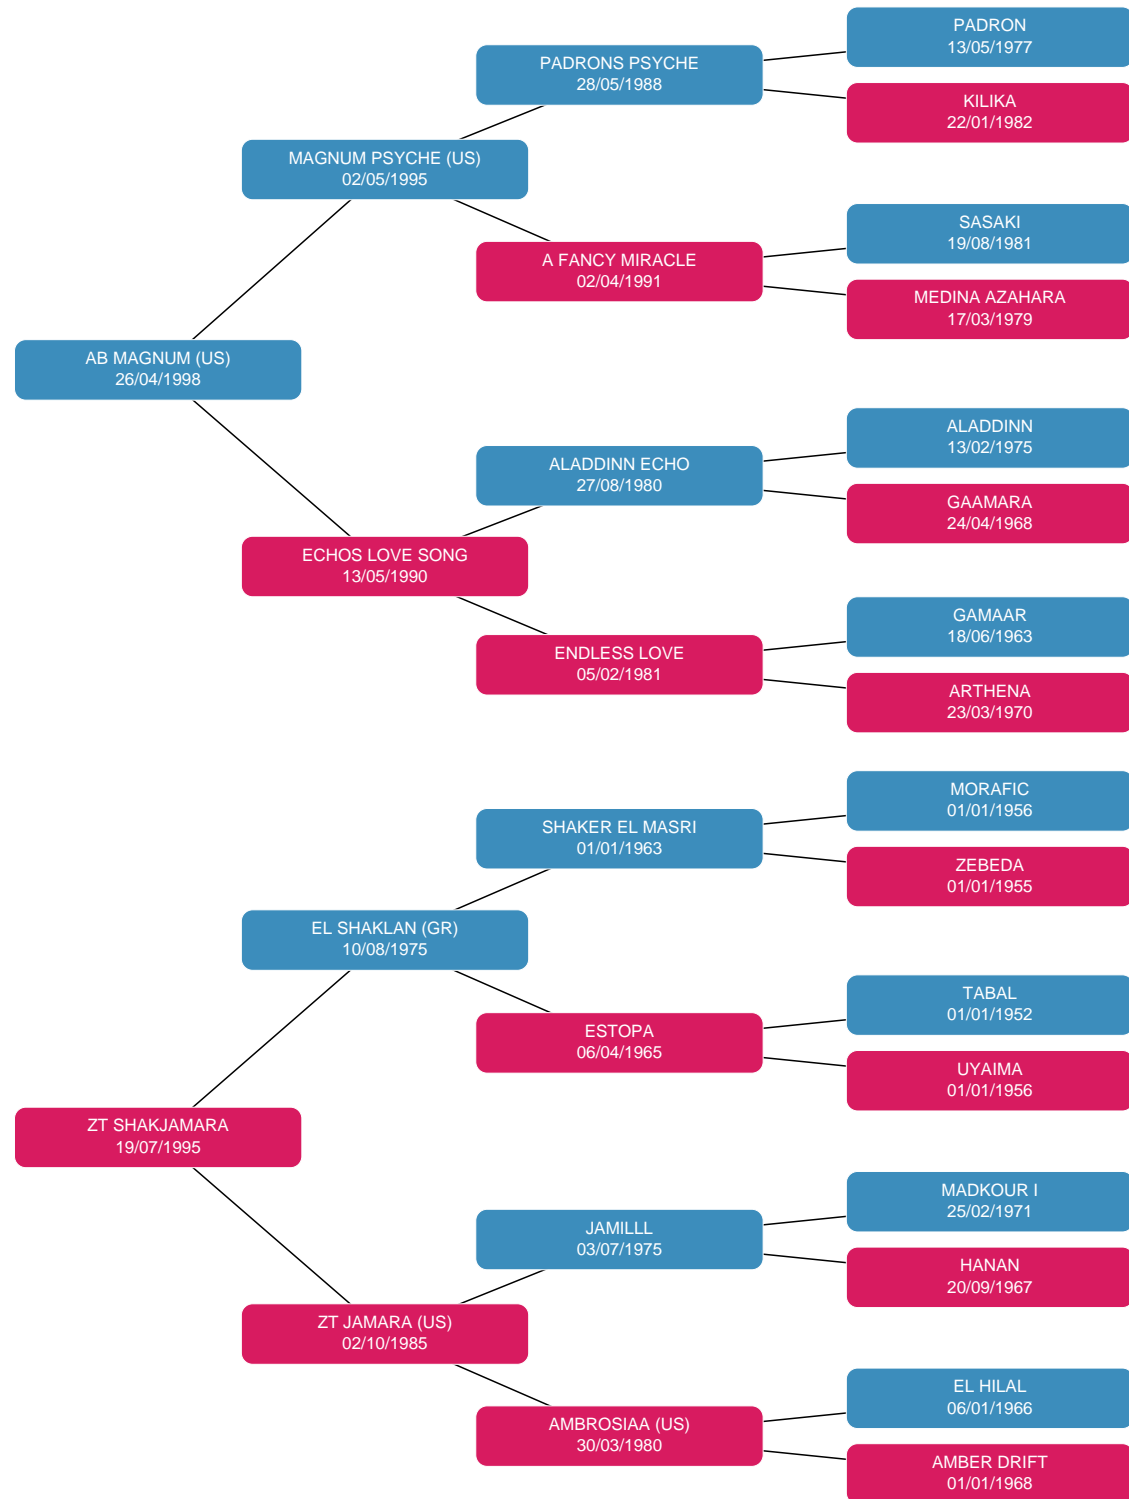 PADRON
13/05/1977
PADRONS PSYCHE
28/05/1988
KILIKA
22/01/1982
MAGNUM PSYCHE (US)
02/05/1995
SASAKI
19/08/1981
A FANCY MIRACLE
02/04/1991
MEDINA AZAHARA
17/03/1979
AB MAGNUM (US)
26/04/1998
ALADDINN
13/02/1975
ALADDINN ECHO
27/08/1980
GAAMARA
24/04/1968
ECHOS LOVE SONG
13/05/1990
GAMAAR
18/06/1963
ENDLESS LOVE
05/02/1981
ARTHENA
23/03/1970
MORAFIC
01/01/1956
SHAKER EL MASRI
01/01/1963
ZEBEDA
01/01/1955
EL SHAKLAN (GR)
10/08/1975
TABAL
01/01/1952
ESTOPA
06/04/1965
UYAIMA
01/01/1956
ZT SHAKJAMARA
19/07/1995
MADKOUR I
25/02/1971
JAMILLL
03/07/1975
HANAN
20/09/1967
ZT JAMARA (US)
02/10/1985
EL HILAL
06/01/1966
AMBROSIAA (US)
30/03/1980
AMBER DRIFT
01/01/1968